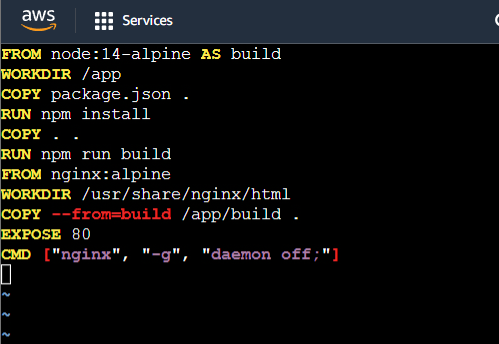 aws
Services
FROM node:14-alpine AS build
WORKDIR /app
COPY package.json .
RUN npm install
COPY . .
RUN npm run build
FROM nginx:alpine
WORKDIR /usr/share/nginx/html
COPY --from=build /app/build .
EXPOSE 80
CMD ["nginx", "-g", "daemon off;"]
~
~
~